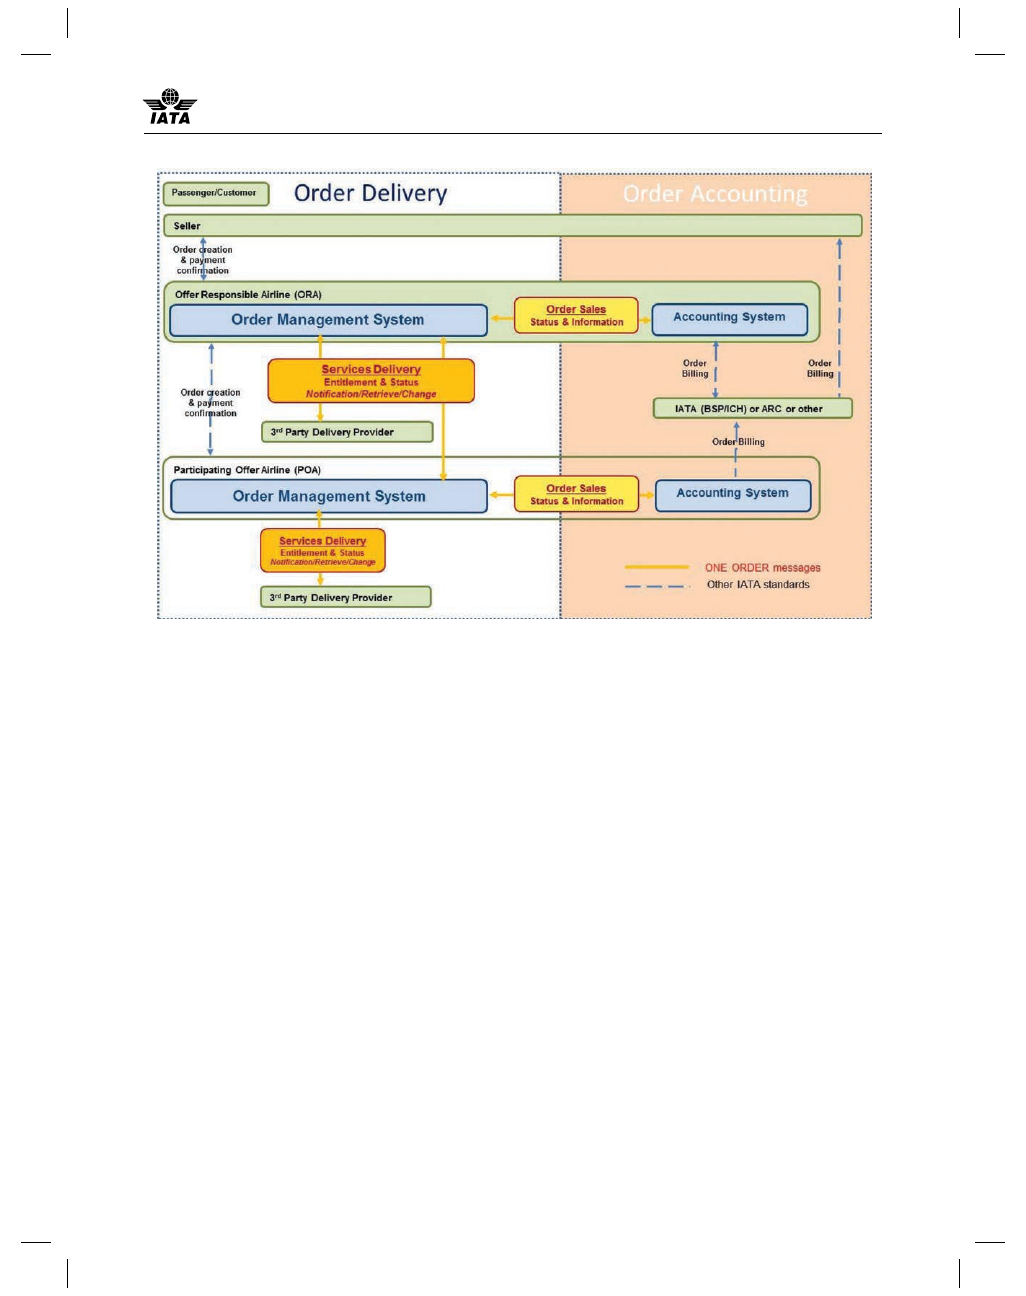 IATA
Order Delivery
Order Accounting
Passenger/Customer
Seller
Order creation
& payment
confirmation
Offer Responsible Airline (ORA)
Order Management System
Order Sales
Status & Information
Accounting System
Services Delivery
Entitlement & Status
Notification/Retrieve/Change
Order
Billing
Order
Billing
Order creation
& payment
confirmation
IATA (BSP/ICH) or ARC or other
3rd Party Delivery Provider
Order Billing
Participating Offer Airline (POA)
Order Management System
Order Sales
Status & Information
Accounting System
Services Delivery
Entitlement & Status
Notification/Retrieve/Change
ONE ORDER messages
Other IATA standards
3rd Party Delivery Provider